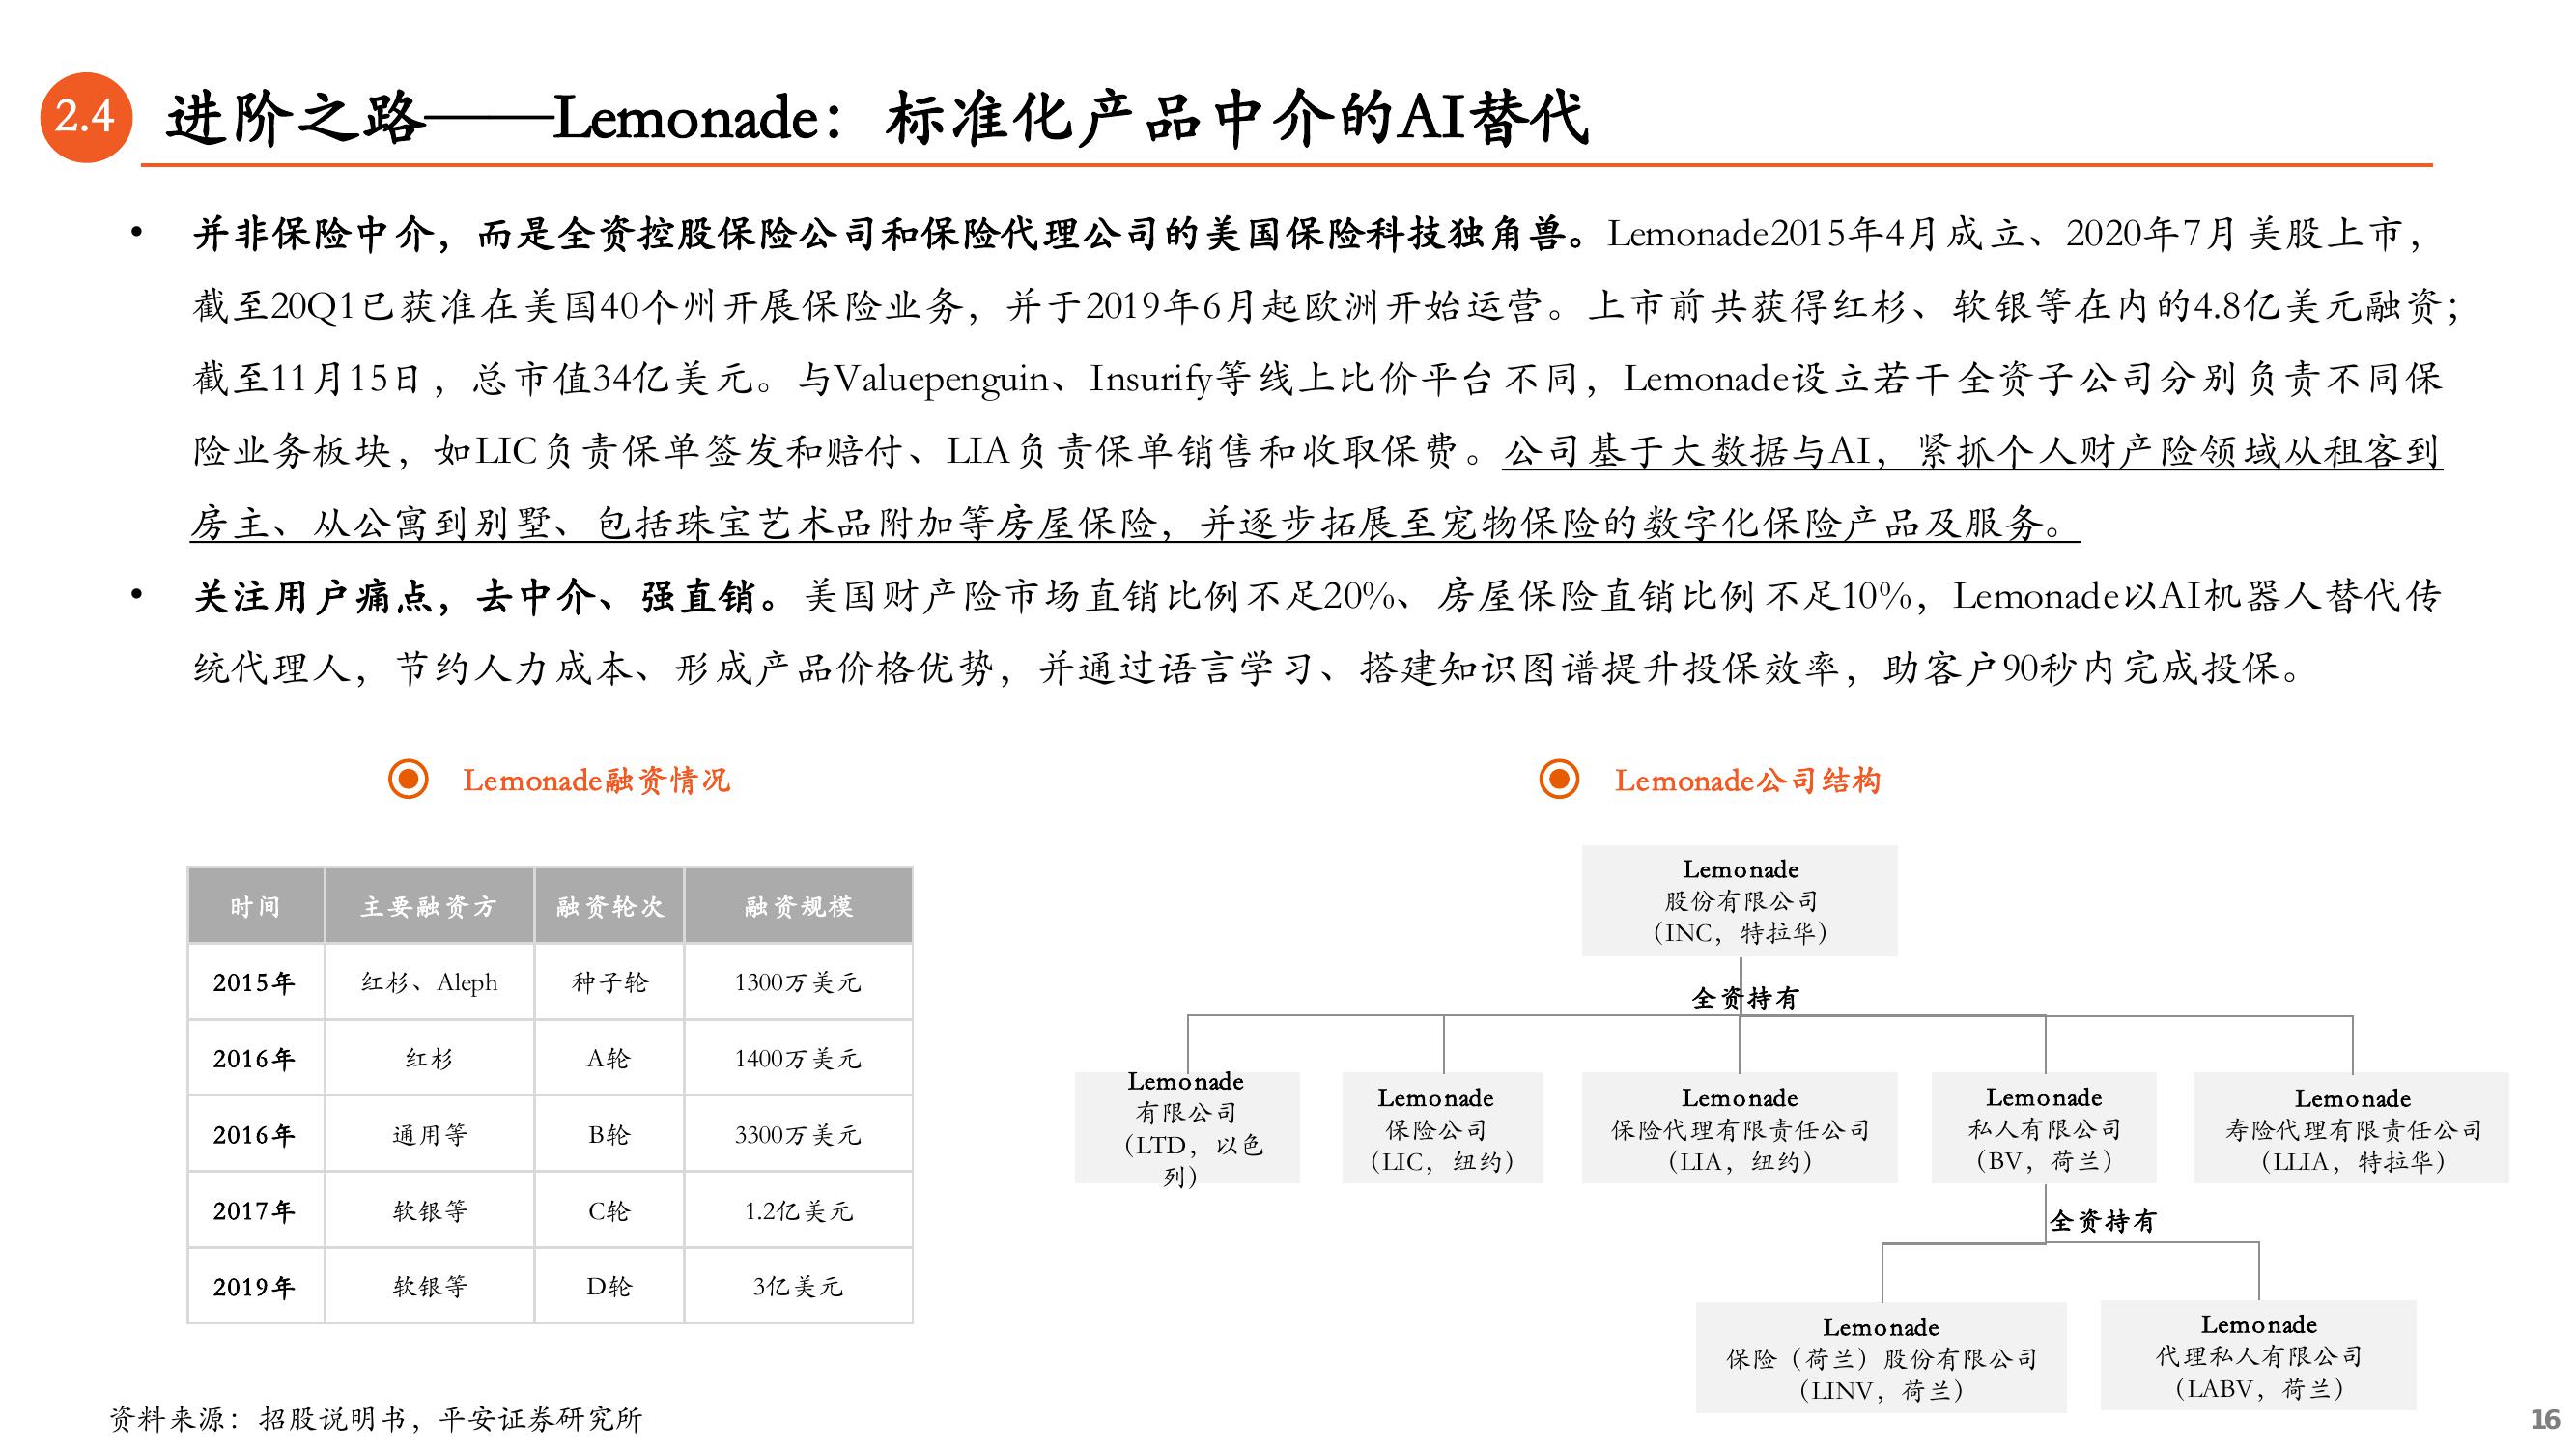 2.4
进阶之路——Lemonade：标准化产品中介的AI替代
• 并非保险中介，而是全资控股保险公司和保险代理公司的美国保险科技独角兽。Lemonade2015年4月成立、2020年7月美股上市，
截至20Q1已获准在美国40个州开展保险业务，并于2019年6月起欧洲开始运营。上市前共获得红杉、软银等在内的4.8亿美元融资；
截至11月15日，总市值34亿美元。与Valuepenguin、Insurify等线上比价平台不同，Lemonade设立若干全资子公司分别负责不同保
险业务板块，如LIC负责保单签发和赔付、LIA负责保单销售和收取保费。公司基于大数据与AI，紧抓个人财产险领域从租客到
房主、从公寓到别墅、包括珠宝艺术品附加等房屋保险，并逐步拓展至宠物保险的数字化保险产品及服务。
• 关注用户痛点，去中介、强直销。美国财产险市场直销比例不足20%、房屋保险直销比例不足10%，Lemonade以AI机器人替代传
统代理人，节约人力成本、形成产品价格优势，并通过语言学习、搭建知识图谱提升投保效率，助客户90秒内完成投保。
Lemonade融资情况
时间 主要融资方 融资轮次 融资规模
2015年 红杉、Aleph 种子轮 1300万美元
2016年 红杉 A轮 1400万美元
2016年 通用等 B轮 3300万美元
2017年 软银等 C轮 1.2亿美元
2019年 软银等 D轮 3亿美元
Lemonade公司结构
Lemonade
股份有限公司
（INC，特拉华）
全资持有
Lemonade
有限公司
（LTD，以色
列）
Lemonade
保险公司
（LIC，纽约）
Lemonade
保险代理有限责任公司
（LIA，纽约）
Lemonade
私人有限公司
（BV，荷兰）
Lemonade
寿险代理有限责任公司
（LLIA，特拉华）
全资持有
Lemonade
保险（荷兰）股份有限公司
（LINV，荷兰）
Lemonade
代理私人有限公司
（LABV，荷兰）
资料来源：招股说明书，平安证券研究所
16